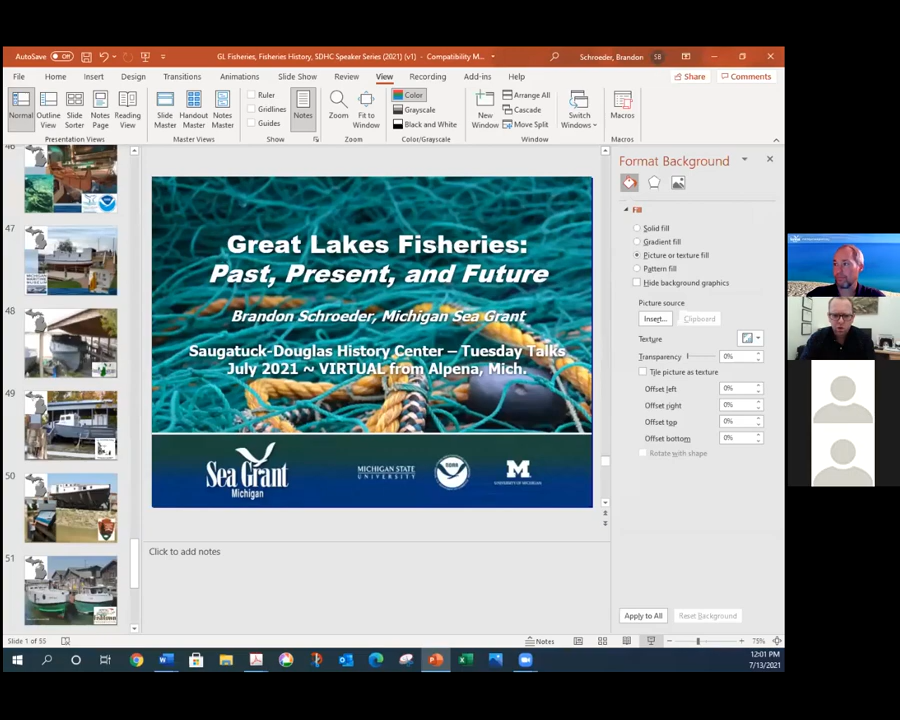 AutoSave Off
GL Fisheries, Fisheries History, SDHC Speaker Series (2021) (v1) - Compatibility M...
Schroeder, Brandon SB
File Home Insert Design Transitions Animations Slide Show Review View Recording Add-ins Help
Share Comments
Normal Outline View Slide Sorter Notes Page Reading View
Presentation Views
Slide Master Handout Master Notes Master
Master Views
Ruler
Gridlines
Guides
Show
Notes
Zoom Fit to Window
Zoom
Color
Grayscale
Black and White
Color/Grayscale
New Window
Arrange All
Cascade
Move Split
Switch Windows
Window
Macros
Macros
46
47
48
49
50
51
Great Lakes Fisheries:
Past, Present, and Future
Brandon Schroeder, Michigan Sea Grant
Saugatuck-Douglas History Center – Tuesday Talks
July 2021 ~ VIRTUAL from Alpena, Mich.
Sea Grant
Michigan
MICHIGAN STATE
UNIVERSITY
NOAA
M
UNIVERSITY OF MICHIGAN
Click to add notes
Format Background
Fill
Solid fill
Gradient fill
Picture or texture fill
Pattern fill
Hide background graphics
Picture source
Insert... Clipboard
Texture
Transparency 0%
Tile picture as texture
Offset left 0%
Offset right 0%
Offset top 0%
Offset bottom 0%
Rotate with shape
Apply to All Reset Background
Slide 1 of 55
Notes
75%
12:01 PM
7/13/2021